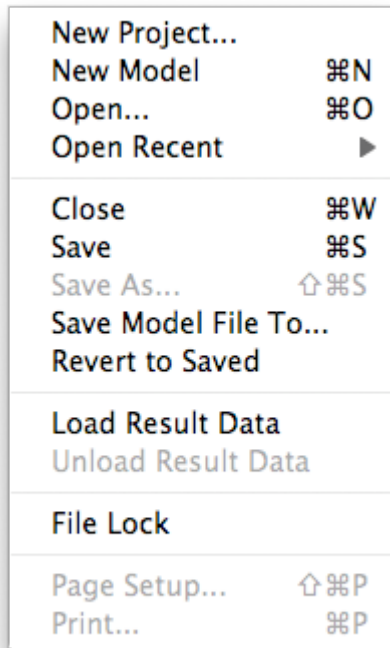 New Project...
New Model ⌘N
Open... ⌘O
Open Recent ▶
Close ⌘W
Save ⌘S
Save As... ⇧⌘S
Save Model File To...
Revert to Saved
Load Result Data
Unload Result Data
File Lock
Page Setup... ⇧⌘P
Print... ⌘P